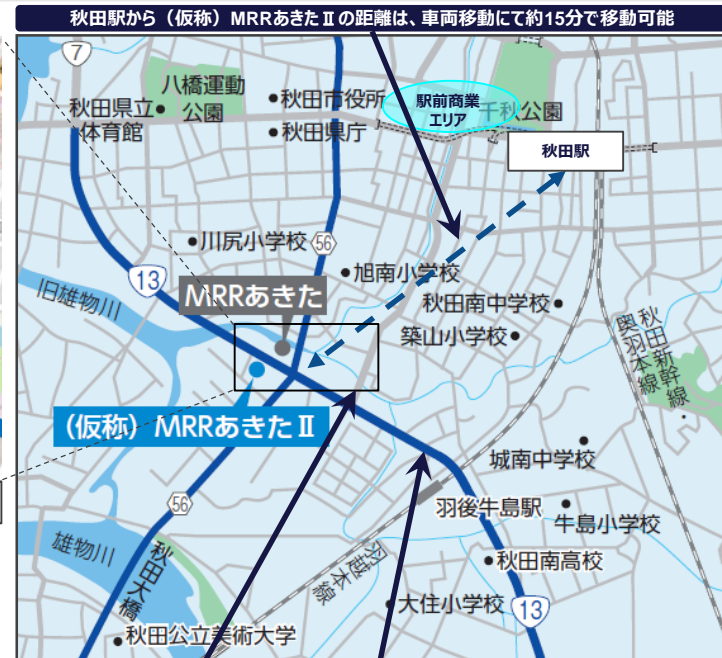 秋田駅から（仮称）MRRあきたⅡの距離は、車両移動にて約15分で移動可能
7
八橋運動
公園
秋田県立
体育館
秋田市役所
秋田県庁
駅前商業
エリア
千秋公園
秋田駅
川尻小学校
56
旭南小学校
13
旧雄物川
MRRあきた
秋田南中学校
築山小学校
秋田新幹線・
奥羽本線
（仮称）MRRあきたⅡ
城南中学校
56
羽後牛島駅
牛島小学校
雄物川
秋田大橋
羽越本線
秋田南高校
大住小学校
13
秋田公立美術大学